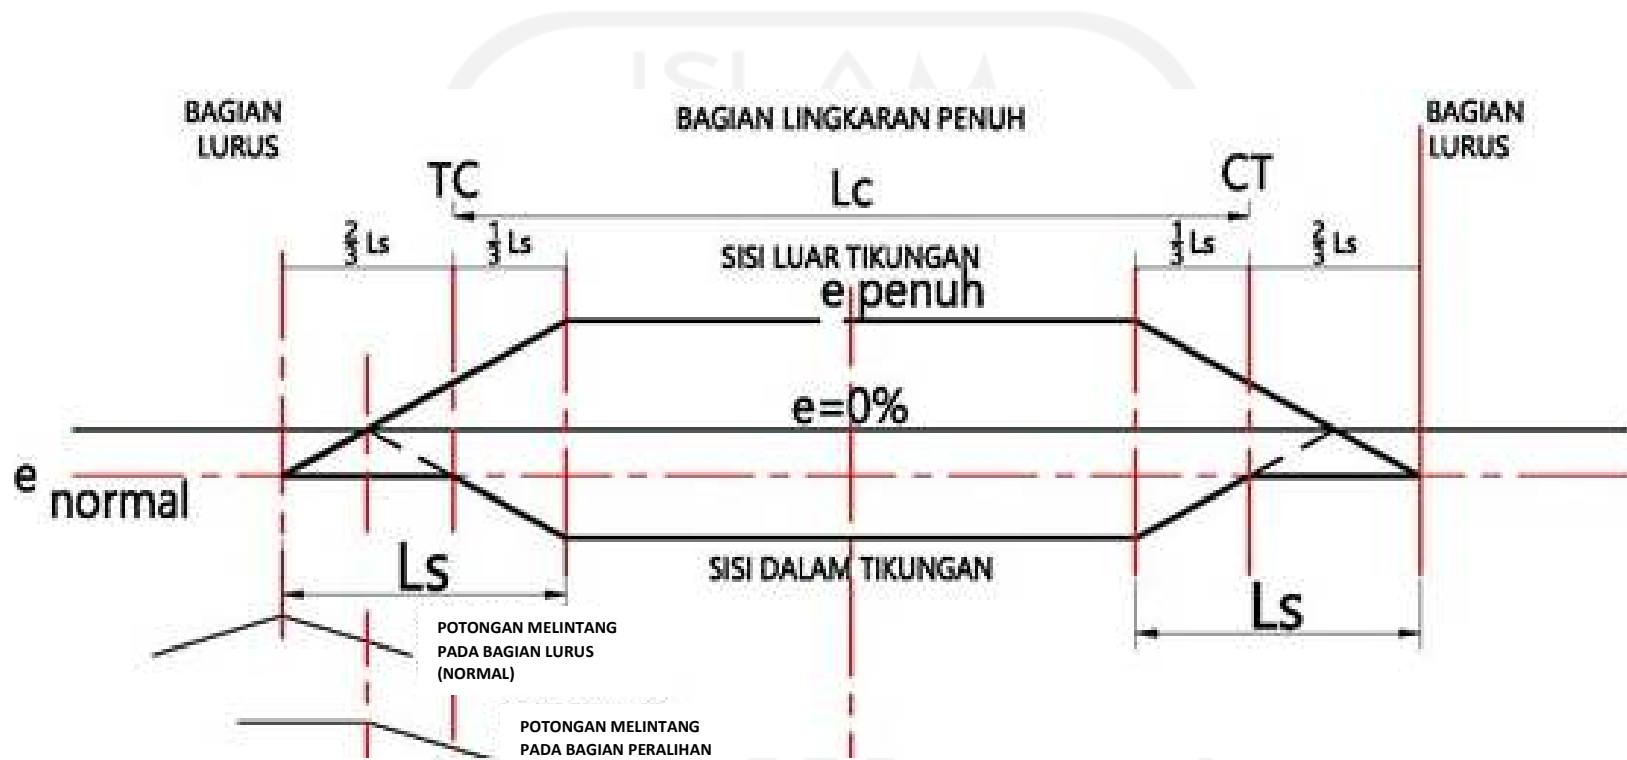 ISLAM
BAGIAN
LURUS
BAGIAN LINGKARAN PENUH
BAGIAN
LURUS
TC
Lc
CT
2/3 Ls
1/3 Ls
SISI LUAR TIKUNGAN
1/3 Ls
2/3 Ls
e penuh
e=0%
e
normal
Ls
SISI DALAM TIKUNGAN
Ls
POTONGAN MELINTANG
PADA BAGIAN LURUS
(NORMAL)
POTONGAN MELINTANG
PADA BAGIAN PERALIHAN